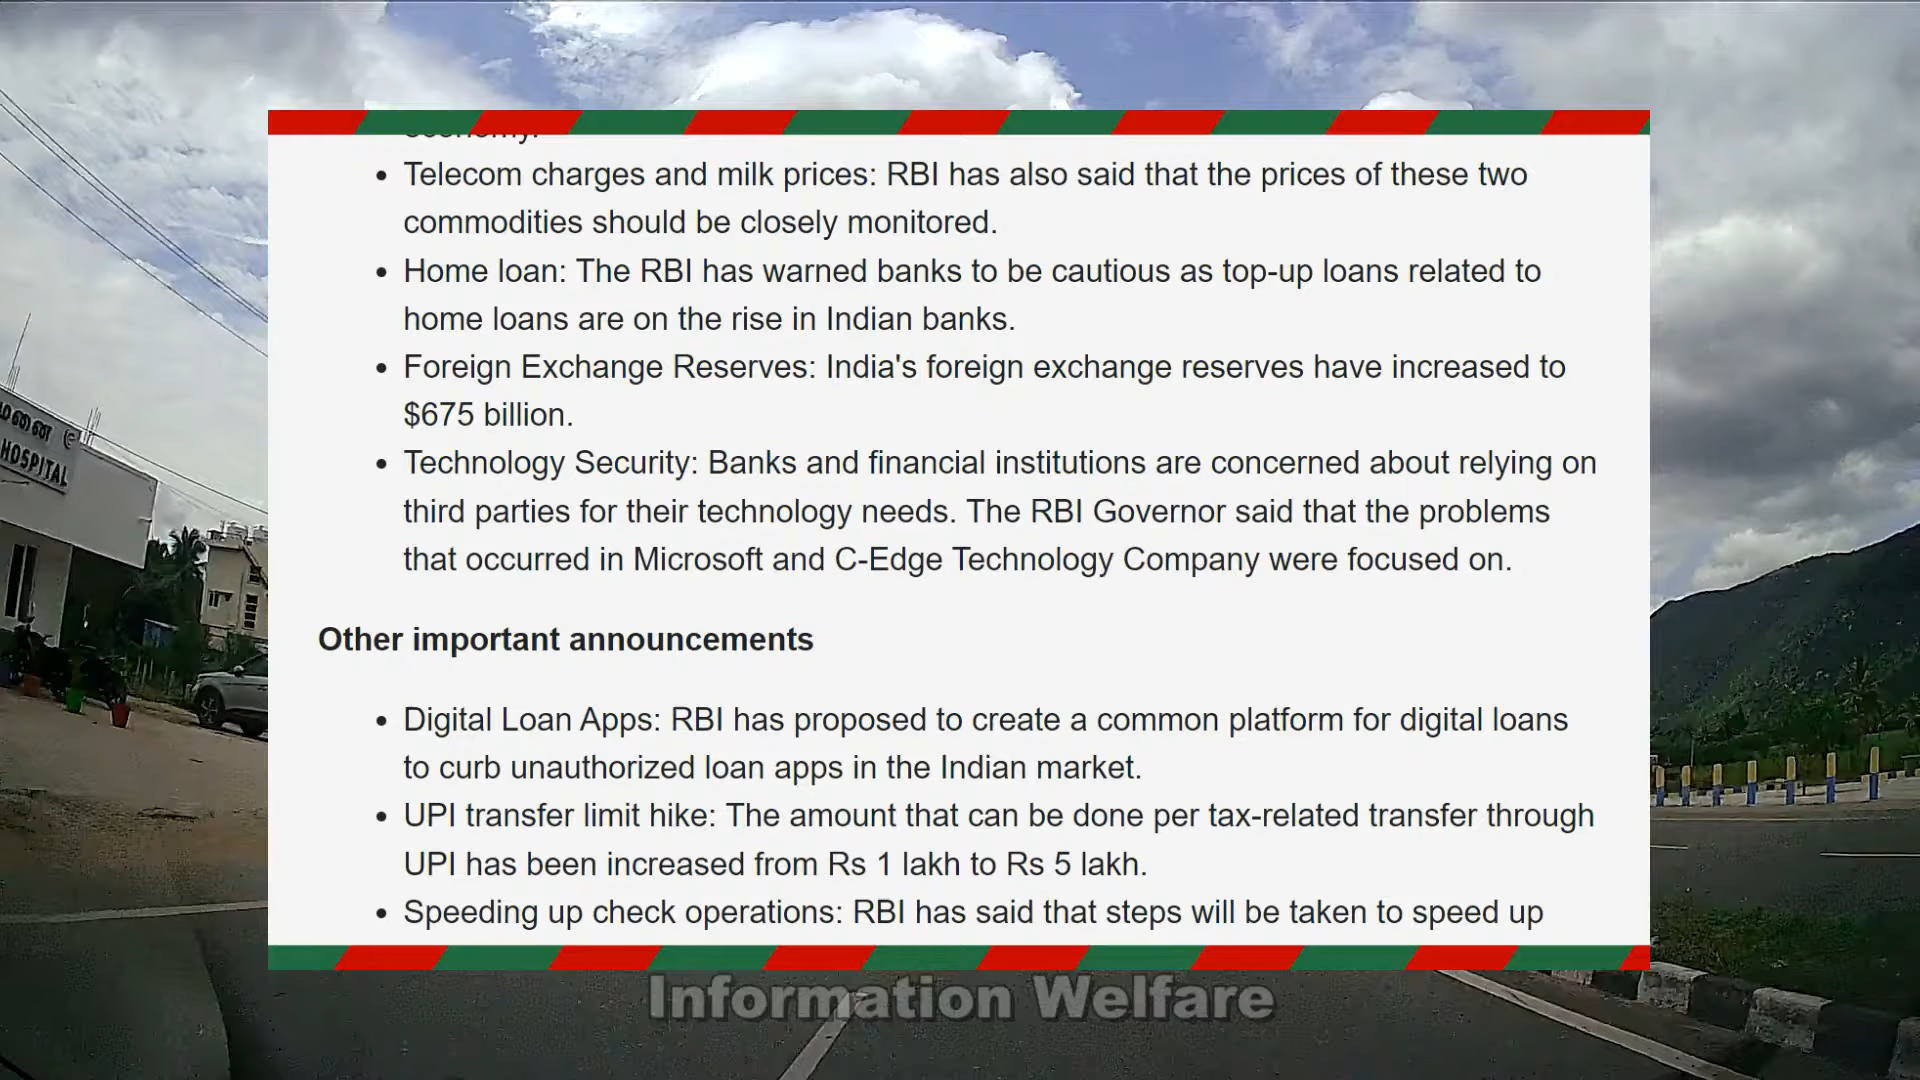 economy.
• Telecom charges and milk prices: RBI has also said that the prices of these two
commodities should be closely monitored.
• Home loan: The RBI has warned banks to be cautious as top-up loans related to
home loans are on the rise in Indian banks.
• Foreign Exchange Reserves: India's foreign exchange reserves have increased to
$675 billion.
• Technology Security: Banks and financial institutions are concerned about relying on
third parties for their technology needs. The RBI Governor said that the problems
that occurred in Microsoft and C-Edge Technology Company were focused on.
HOSPITAL
Other important announcements
• Digital Loan Apps: RBI has proposed to create a common platform for digital loans
to curb unauthorized loan apps in the Indian market.
• UPI transfer limit hike: The amount that can be done per tax-related transfer through
UPI has been increased from Rs 1 lakh to Rs 5 lakh.
• Speeding up check operations: RBI has said that steps will be taken to speed up
Information Welfare